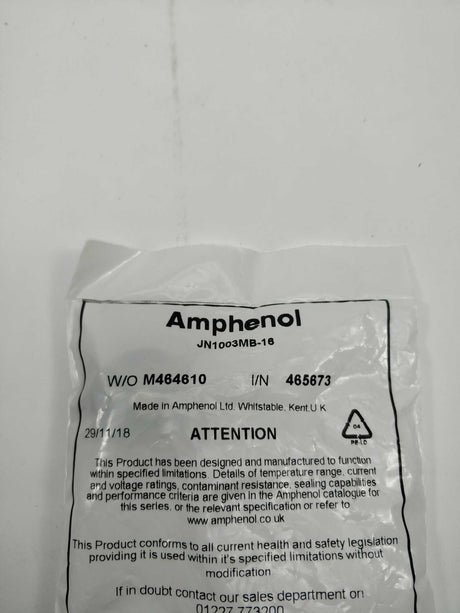 Amphenol
JN1003MB-16
W/O M464610 I/N 465673
Made in Amphenol Ltd. Whitstable, Kent.U.K
29/11/18 ATTENTION
04
PE-LD
This Product has been designed and manufactured to function
within specified limitations. Details of temperature range, current
and voltage ratings, contaminant resistance, sealing capabilities
and performance criteria are given in the Amphenol catalogue for
this series, or the relevant specification or refer to
www.amphenol.co.uk
This Product conforms to all current health and safety legislation
providing it is used within it's specified limitations without
modification
If in doubt contact our sales department on
01227 773200